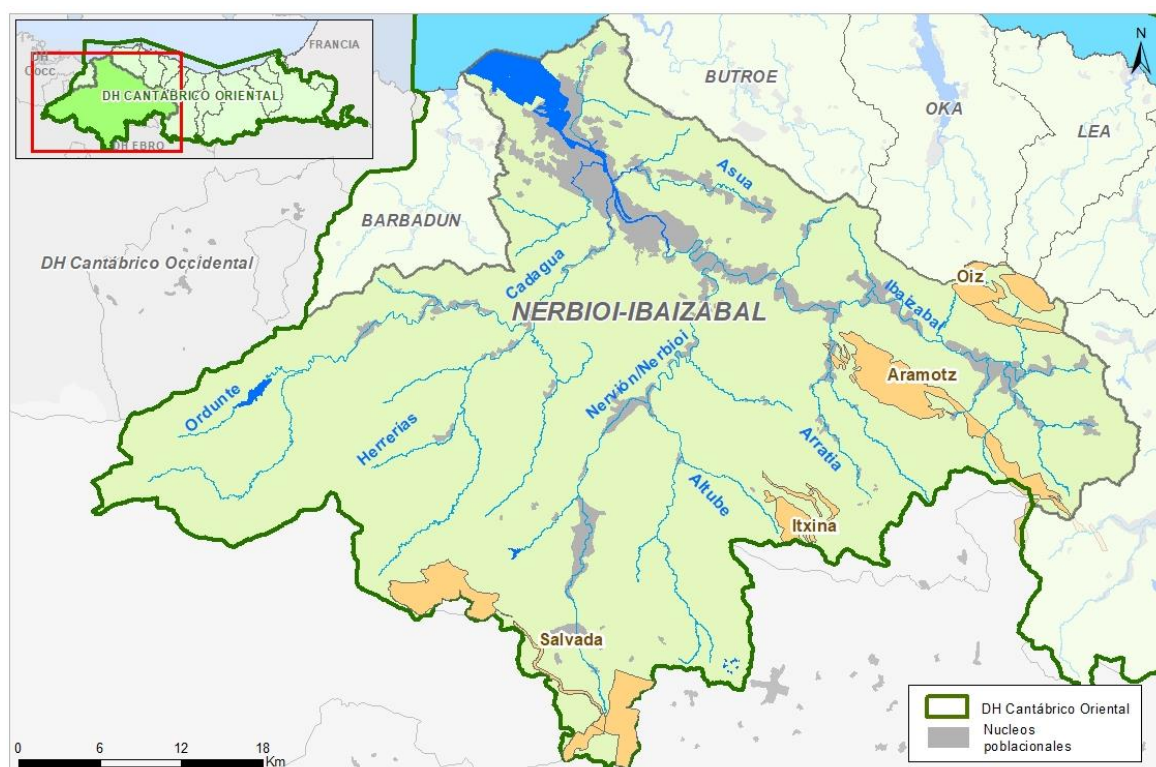 FRANCIA
DH
Cocc
DH CANTÁBRICO ORIENTAL
DH EBRO
N
BUTROE
OKA
LEA
BARBADUN
Asua
DH Cantábrico Occidental
Oiz
Cadagua
Ibaizabal
NERBIOI-IBAIZABAL
Nervión/Nerbioi
Aramotz
Ordunte
Herrerías
Arratia
Altube
Itxina
Salvada
DH Cantábrico Oriental
Nucleos
poblacionales
0 6 12 18
Km